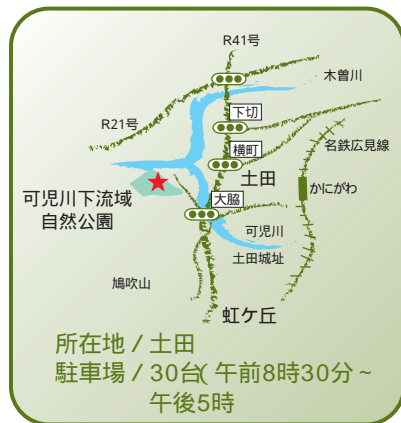 R41号
木曽川
下切
R21号
横町
名鉄広見線
土田
かにがわ
可児川下流域
自然公園
大脇
可児川
土田城址
鳩吹山
虹ケ丘
所在地 / 土田
駐車場 / 30台( 午前8時30分 ~
午後5時